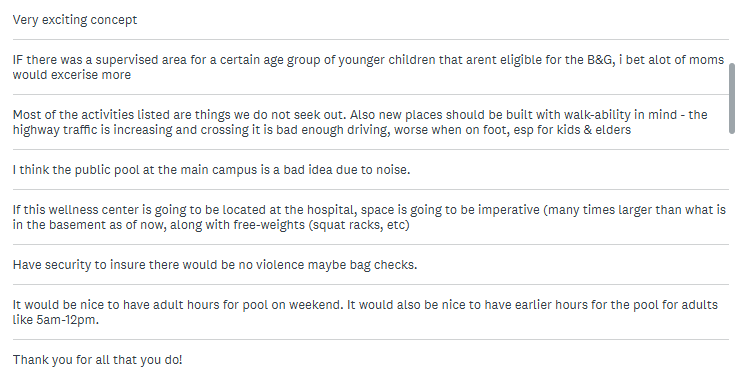 Very exciting concept
IF there was a supervised area for a certain age group of younger children that arent eligible for the B&G, i bet alot of moms
would excerise more
Most of the activities listed are things we do not seek out. Also new places should be built with walk-ability in mind - the
highway traffic is increasing and crossing it is bad enough driving, worse when on foot, esp for kids & elders
I think the public pool at the main campus is a bad idea due to noise.
If this wellness center is going to be located at the hospital, space is going to be imperative (many times larger than what is
in the basement as of now, along with free-weights (squat racks, etc)
Have security to insure there would be no violence maybe bag checks.
It would be nice to have adult hours for pool on weekend. It would also be nice to have earlier hours for the pool for adults
like 5am-12pm.
Thank you for all that you do!